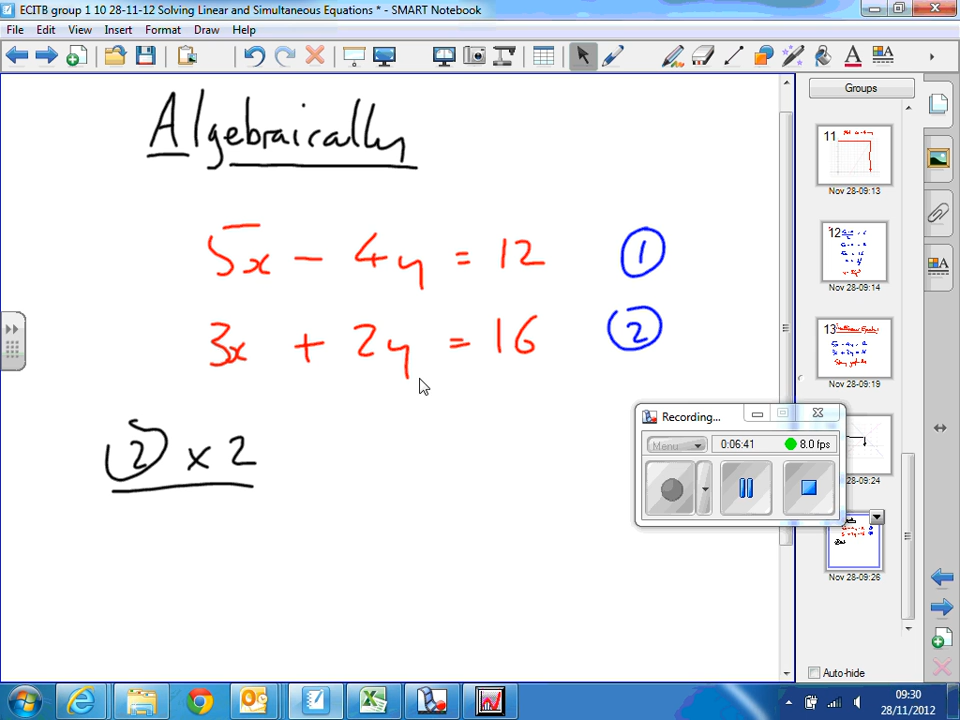 ECITB group 1 10 28-11-12 Solving Linear and Simultaneous Equations * - SMART Notebook
File Edit View Insert Format Draw Help
Groups
Algebraically
5x - 4y = 12 ①
3x + 2y = 16 ②
② x 2
11
Nov 28-09:13
12
Nov 28-09:14
13
Nov 28-09:19
28-09:24
Nov 28-09:26
Recording...
Menu 0:06:41 8.0 fps
Auto-hide
09:30
28/11/2012